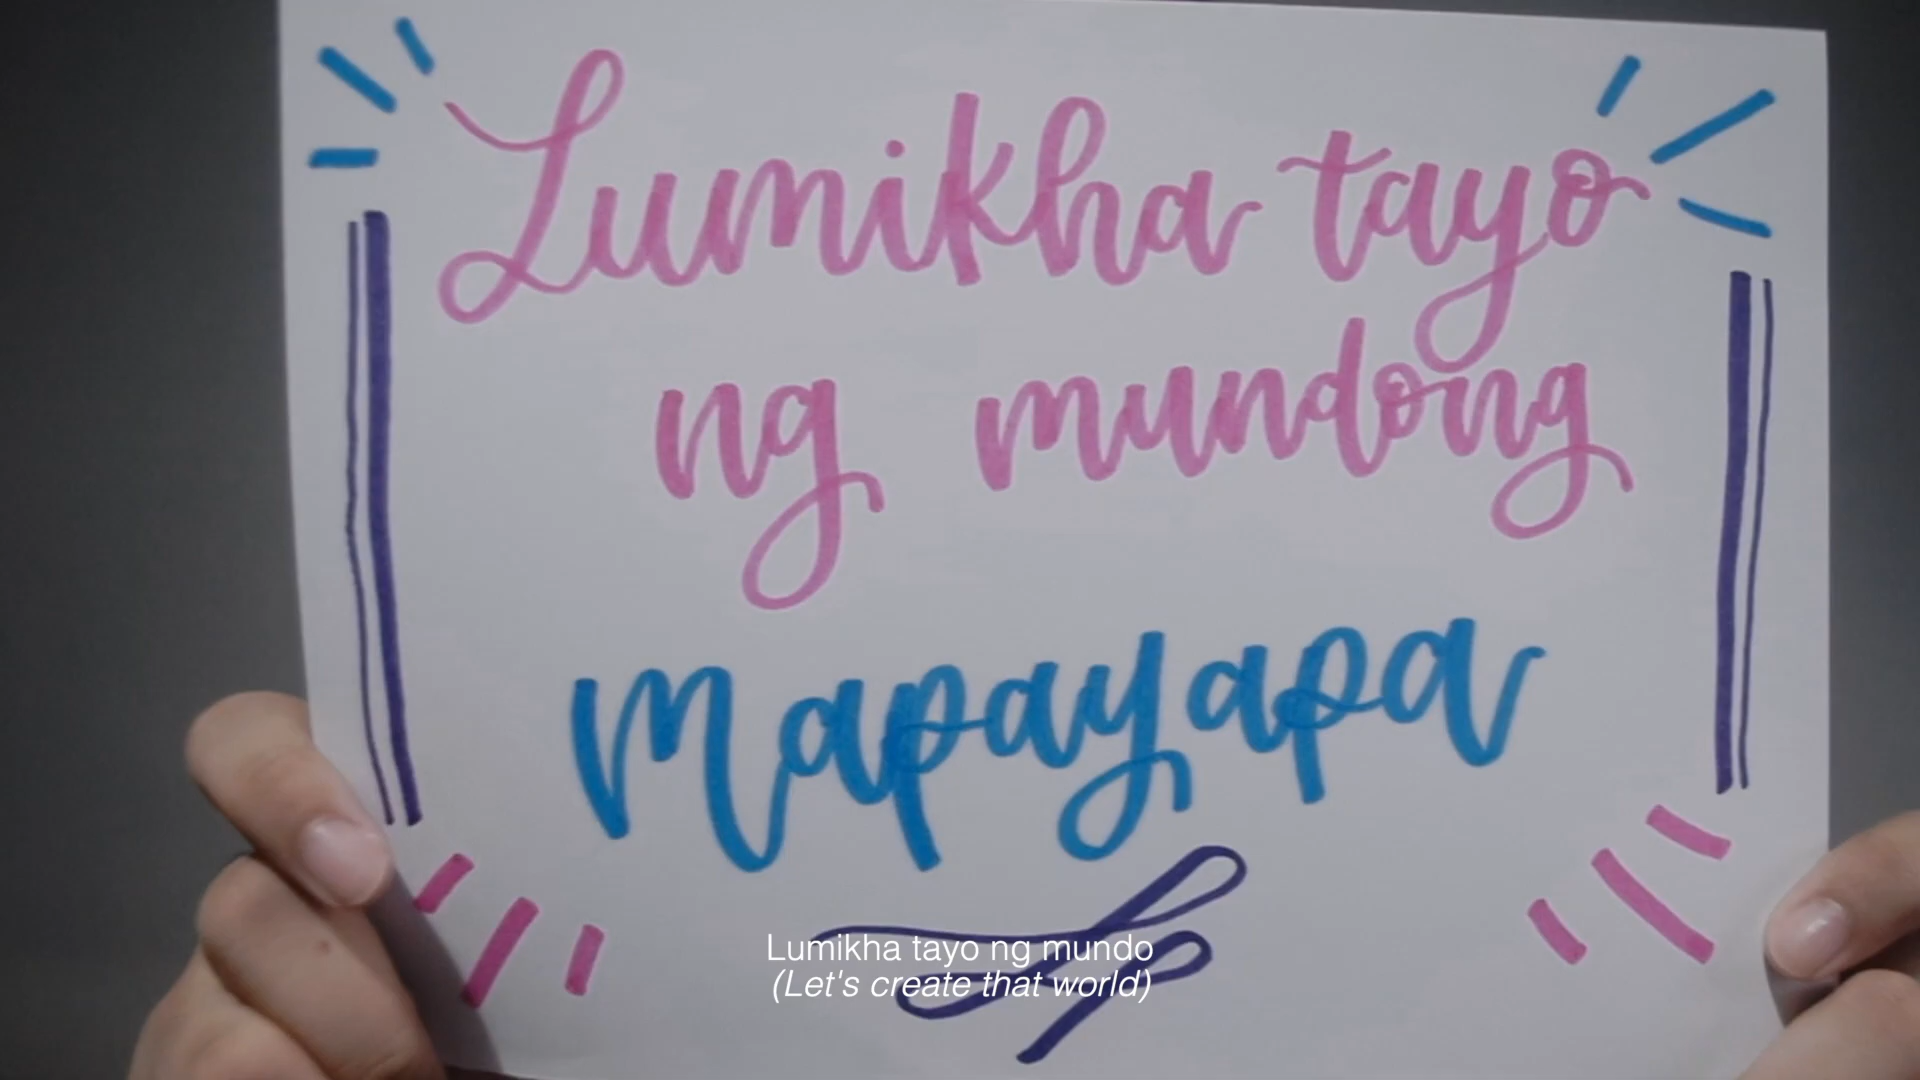 Lumikha tayo
ng mundong
mapayapa
Lumikha tayo ng mundo
(Let's create that world)